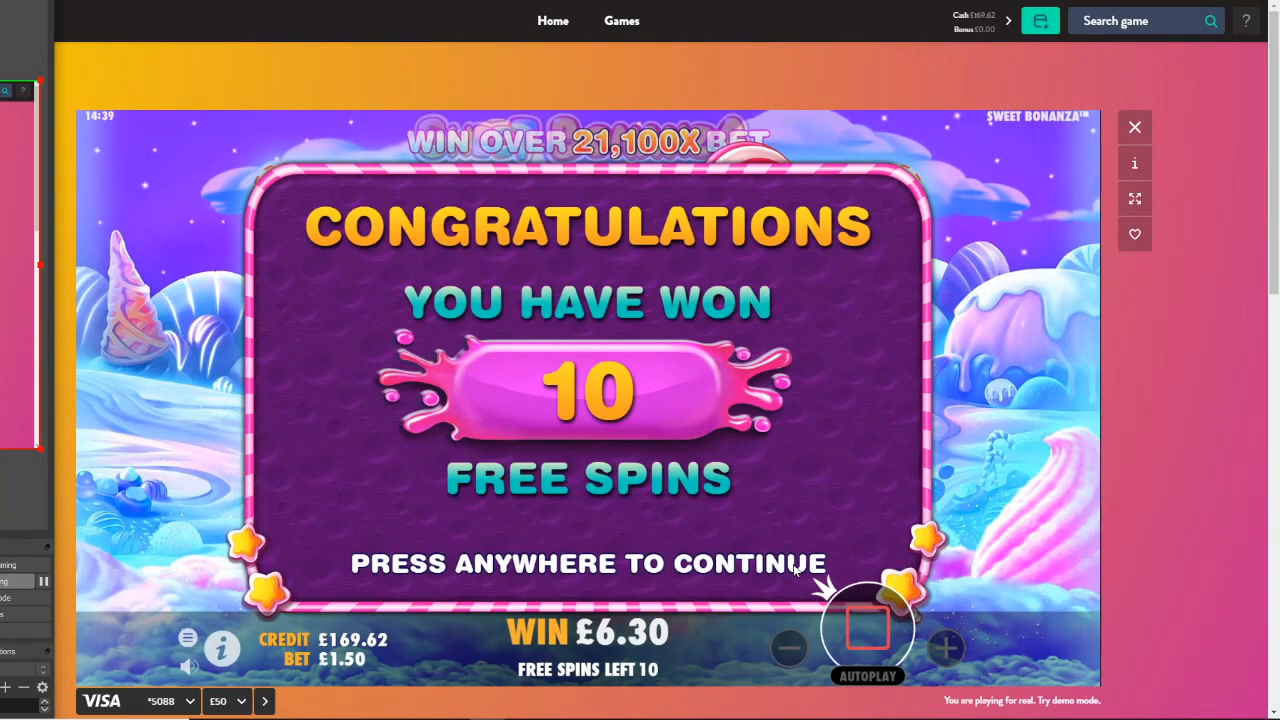 Home
Games
Cash £169.62
Bonus £0.00
Search game
?
14:39
SWEET BONANZA™
WIN OVER 21,100X BET
CONGRATULATIONS
YOU HAVE WON
10
FREE SPINS
PRESS ANYWHERE TO CONTINUE
CREDIT £169.62
BET £1.50
WIN £6.30
FREE SPINS LEFT 10
AUTOPLAY
VISA
*5088
£50
You are playing for real. Try demo mode.